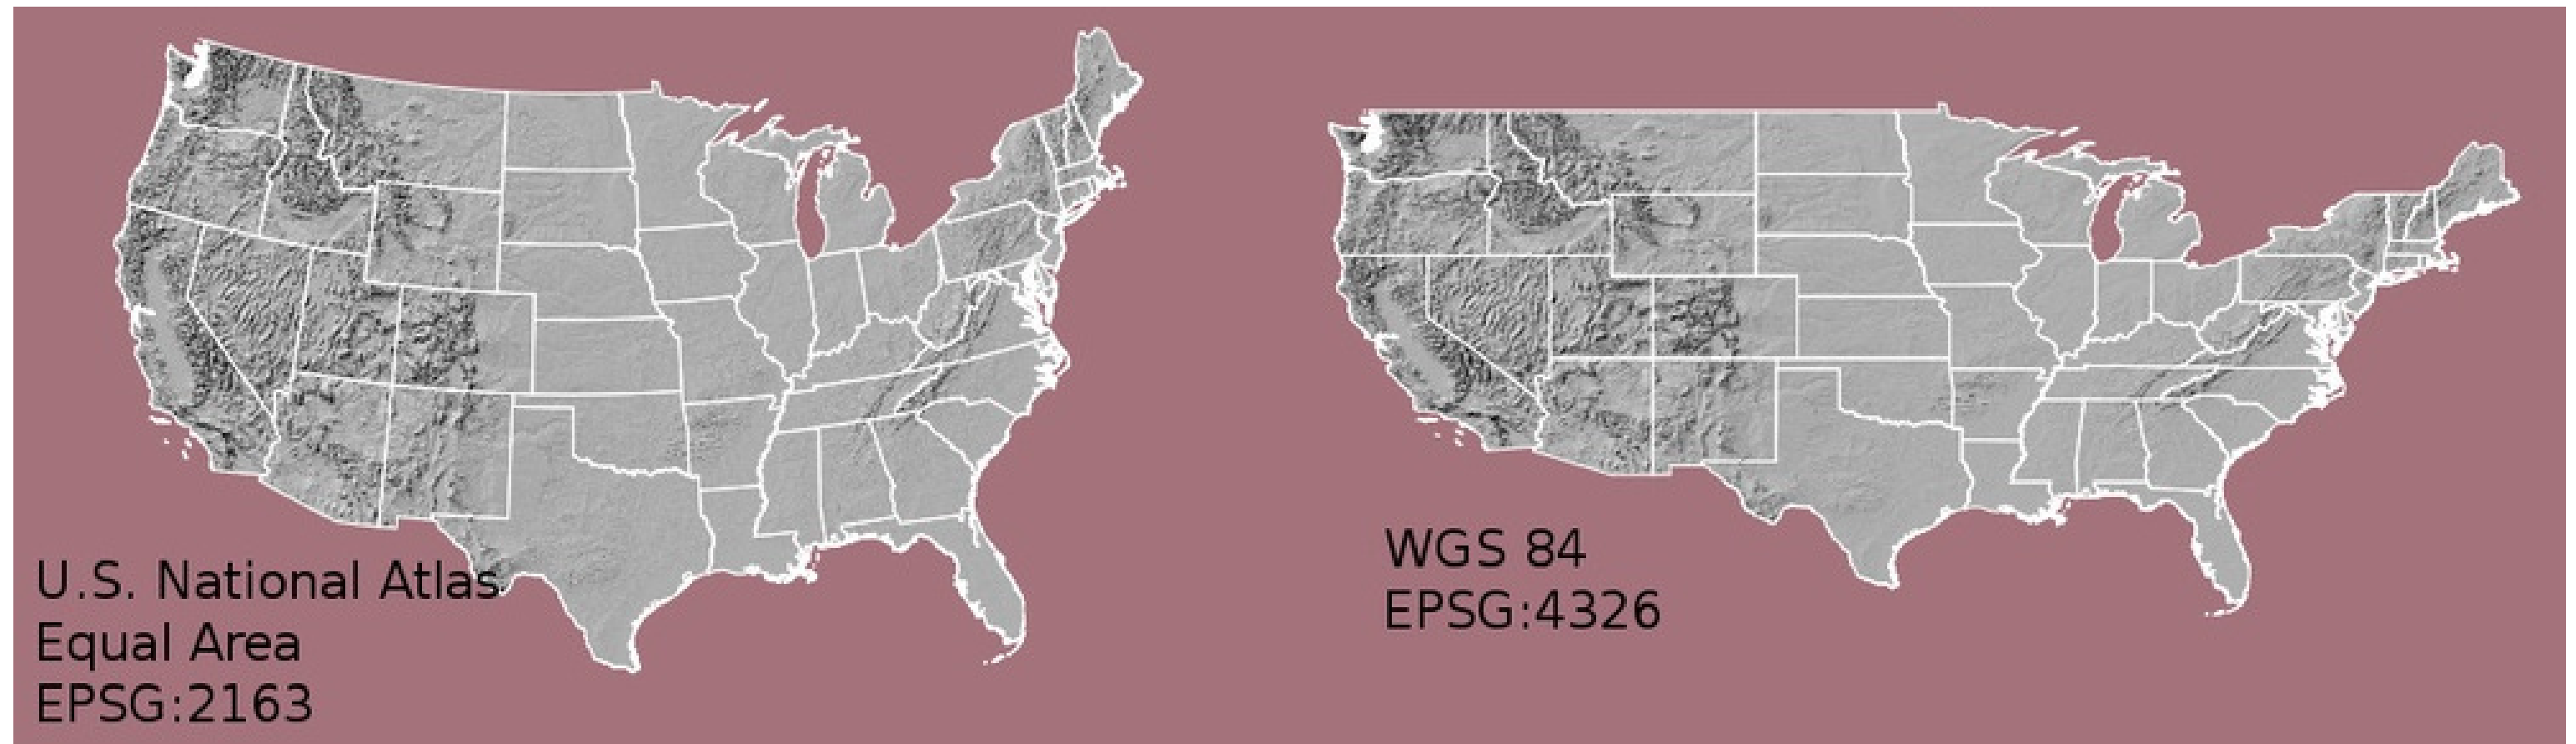 U.S. National Atlas
Equal Area
EPSG:2163
WGS 84
EPSG:4326